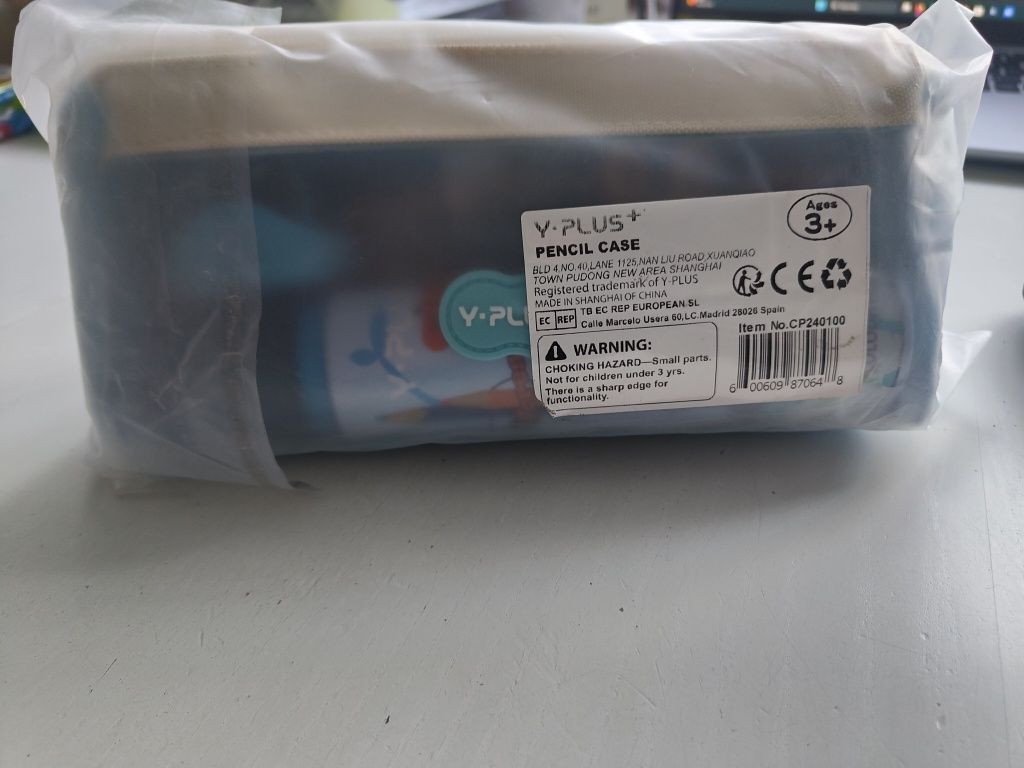 Y·PLUS+
PENCIL CASE
Ages
3+
BLD 4,NO.40,LANE 1125,NAN LIU ROAD,XUANQIAO
TOWN PUDONG NEW AREA SHANGHAI
Registered trademark of Y-PLUS
MADE IN SHANGHAI OF CHINA
EC REP
TB EC REP EUROPEAN SL
Calle Marcelo Usera 60,LC.Madrid 28026 Spain
CE
WARNING:
CHOKING HAZARD—Small parts.
Not for children under 3 yrs.
There is a sharp edge for
functionality.
Item No.CP240100
6 00609 87064 8
Y·PL